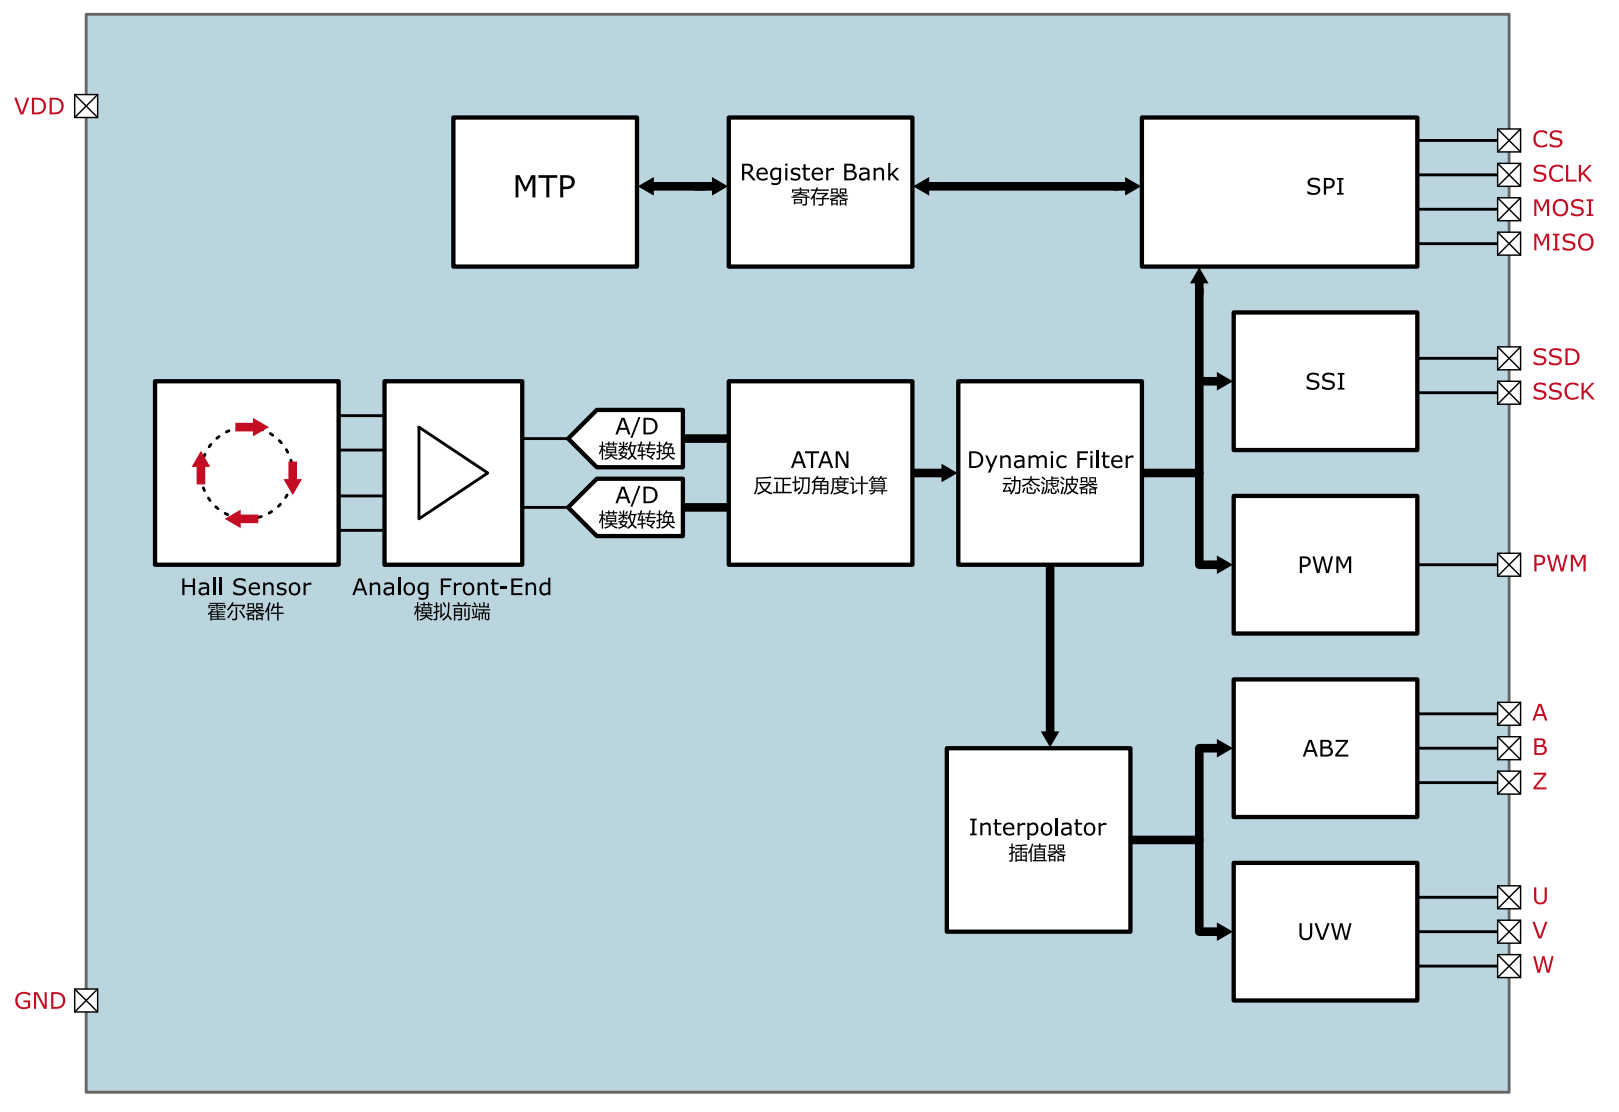 VDD
MTP
Register Bank
寄存器
SPI
CS
SCLK
MOSI
MISO
SSI
SSD
SSCK
Hall Sensor
霍尔器件
Analog Front-End
模拟前端
A/D
模数转换
A/D
模数转换
ATAN
反正切角度计算
Dynamic Filter
动态滤波器
PWM
PWM
Interpolator
插值器
ABZ
A
B
Z
UVW
U
V
W
GND